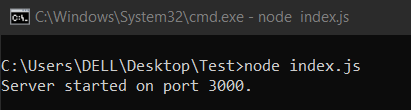 C:\Windows\System32\cmd.exe - node  index.js
C:\Users\DELL\Desktop\Test>node index.js
Server started on port 3000.